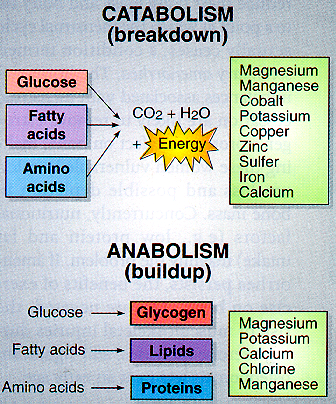 CATABOLISM
(breakdown)
Glucose
Fatty
acids
Amino
acids
CO2 + H2O
+ Energy
Magnesium
Manganese
Cobalt
Potassium
Copper
Zinc
Sulfer
Iron
Calcium
ANABOLISM
(buildup)
Glucose Glycogen
Fatty acids Lipids
Amino acids Proteins
Magnesium
Potassium
Calcium
Chlorine
Manganese